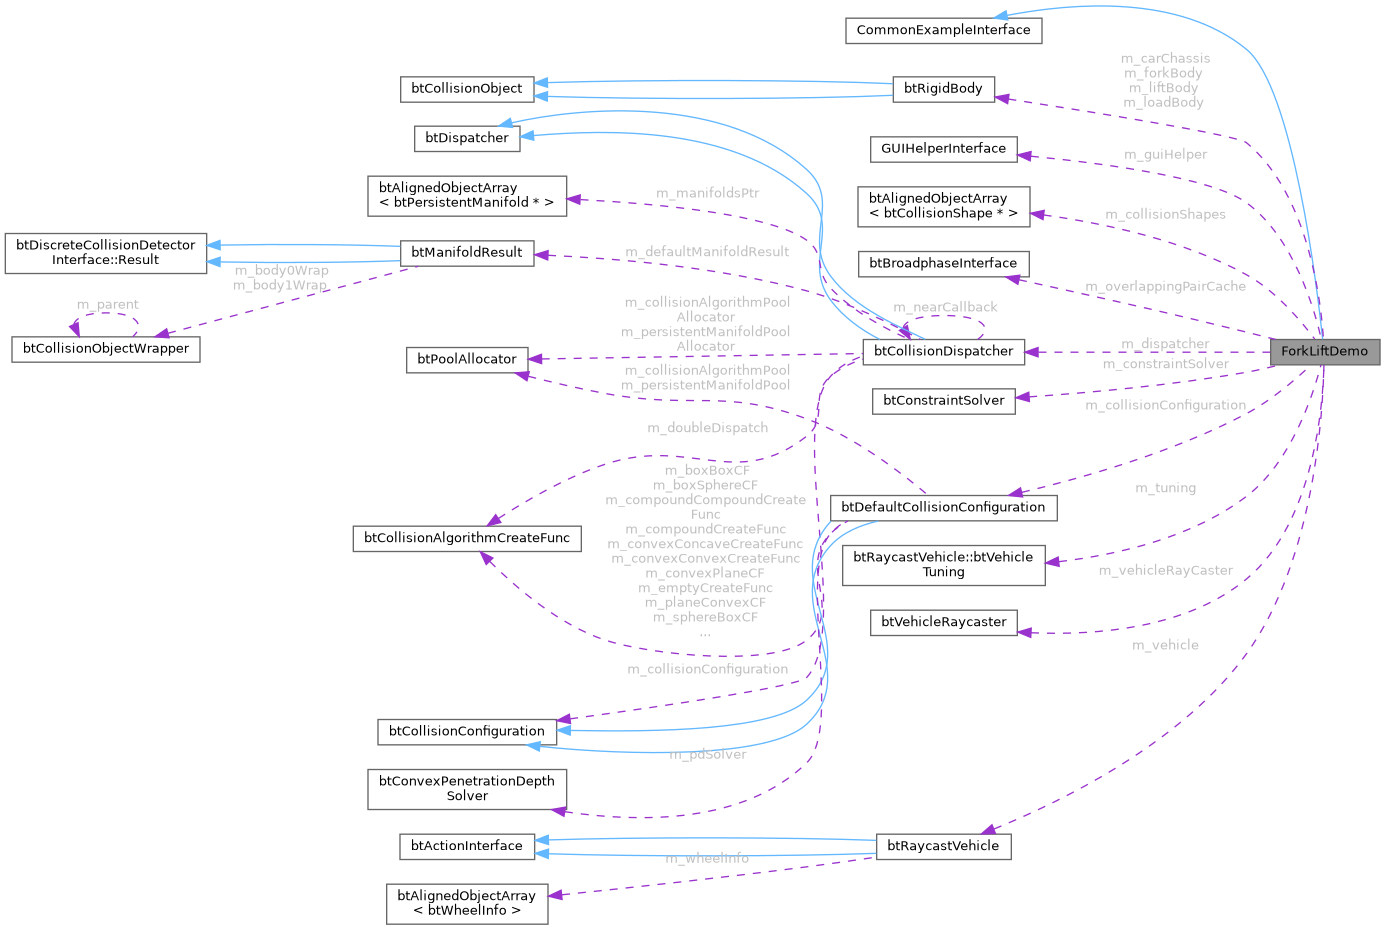 CommonExampleInterface
m_carChassis
m_forkBody
m_liftBody
m_loadBody
btCollisionObject
btRigidBody
btDispatcher
GUIHelperInterface
m_guiHelper
btAlignedObjectArray
< btPersistentManifold * >
m_manifoldsPtr
btAlignedObjectArray
< btCollisionShape * >
m_collisionShapes
btDiscreteCollisionDetector
Interface::Result
btManifoldResult
m_defaultManifoldResult
btBroadphaseInterface
m_body0Wrap
m_body1Wrap
m_overlappingPairCache
m_parent
m_collisionAlgorithmPool
Allocator
m_persistentManifoldPool
Allocator
m_nearCallback
btCollisionObjectWrapper
btPoolAllocator
btCollisionDispatcher
m_dispatcher
ForkLiftDemo
m_collisionAlgorithmPool
m_persistentManifoldPool
m_constraintSolver
btConstraintSolver
m_collisionConfiguration
m_doubleDispatch
m_boxBoxCF
m_boxSphereCF
m_compoundCompoundCreate
Func
m_compoundCreateFunc
m_convexConcaveCreateFunc
m_convexConvexCreateFunc
m_convexPlaneCF
m_emptyCreateFunc
m_planeConvexCF
m_sphereBoxCF
...
m_tuning
btDefaultCollisionConfiguration
btCollisionAlgorithmCreateFunc
btRaycastVehicle::btVehicle
Tuning
m_vehicleRayCaster
btVehicleRaycaster
m_vehicle
m_collisionConfiguration
btCollisionConfiguration
m_pdSolver
btConvexPenetrationDepth
Solver
btActionInterface
btRaycastVehicle
m_wheelInfo
btAlignedObjectArray
< btWheelInfo >